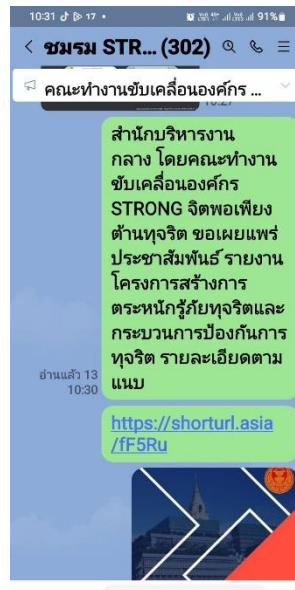 10:31
17
91%
ชมรม STR... (302)
คณะทำงานขับเคลื่อนองค์กร ...
10:27
สำนักบริหารงาน
กลาง โดยคณะทำงาน
ขับเคลื่อนองค์กร
STRONG จิตพอเพียง
ต้านทุจริต ขอเผยแพร่
ประชาสัมพันธ์ รายงาน
โครงการสร้างการ
ตระหนักรู้ภัยทุจริตและ
กระบวนการป้องกันการ
ทุจริต รายละเอียดตาม
แนบ
อ่านแล้ว 13
10:30
https://shorturl.asia
/fF5Ru